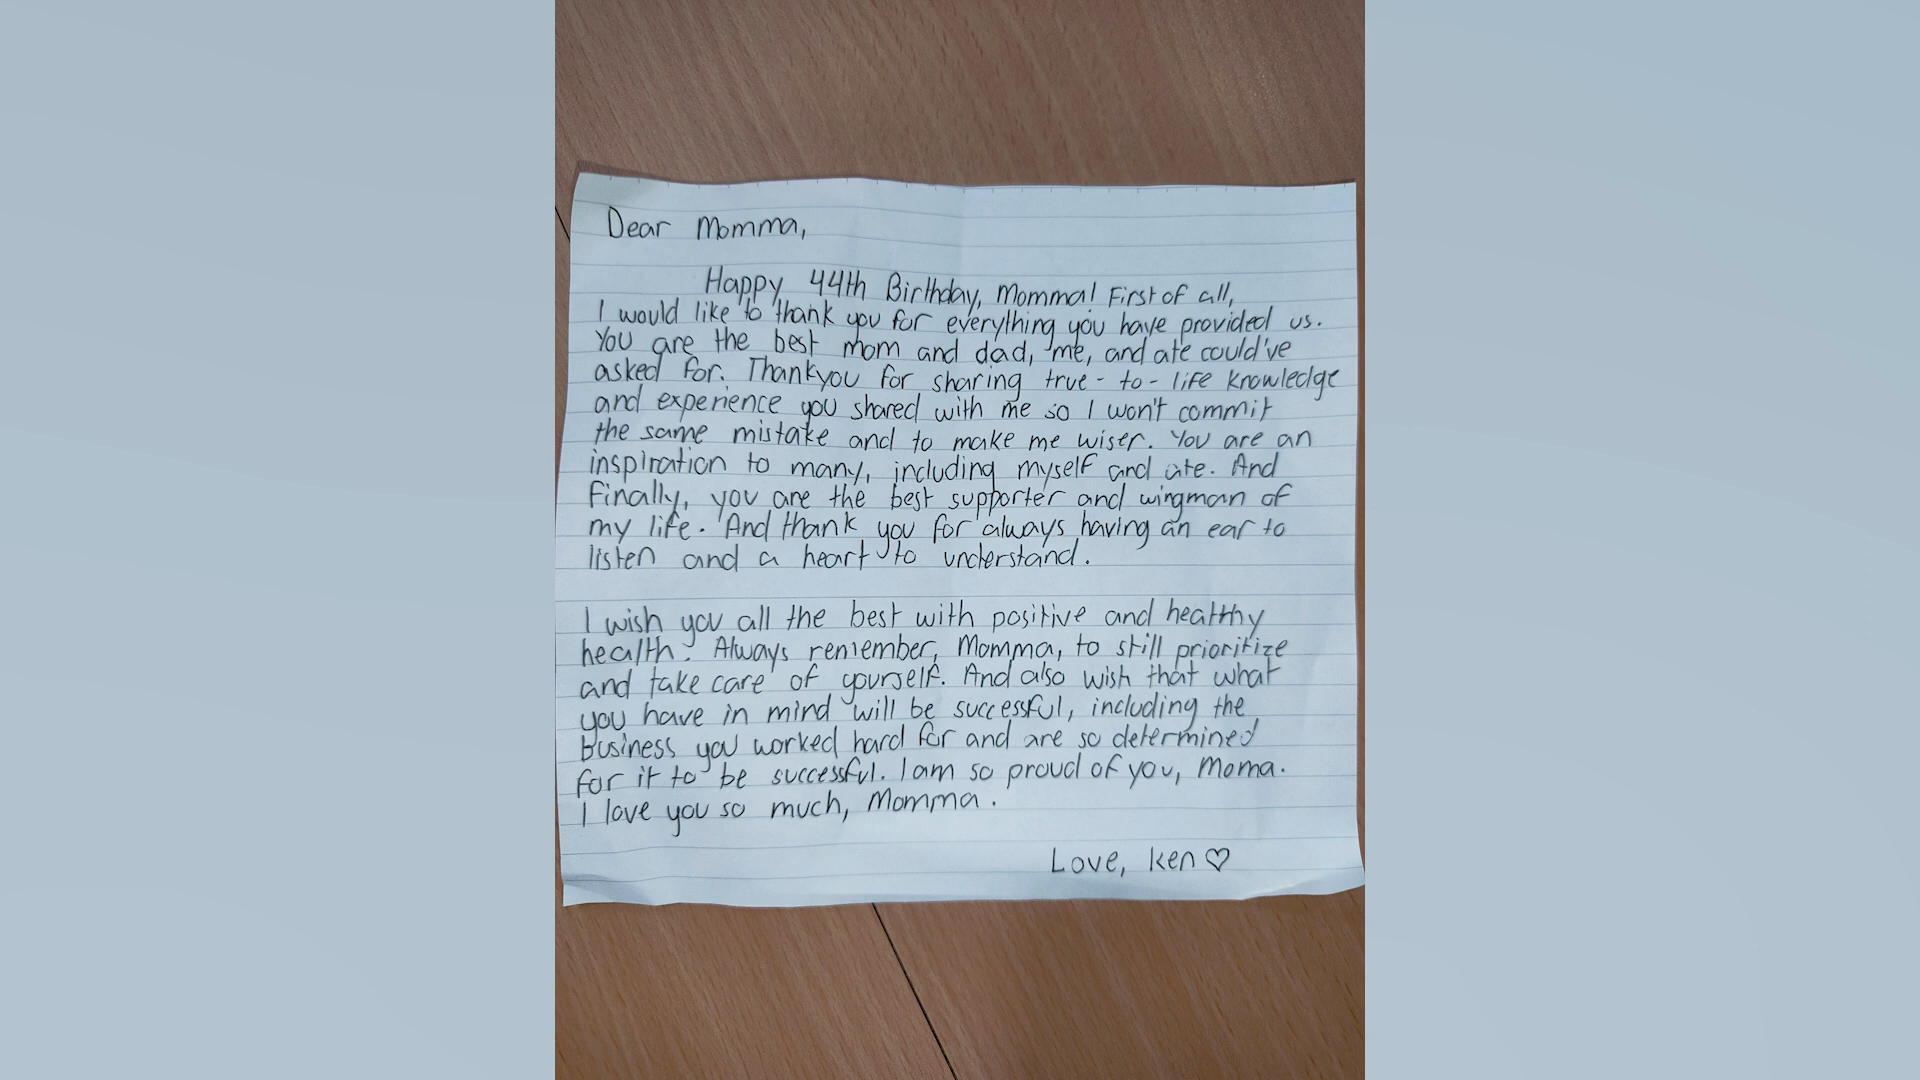 Dear Momma,
Happy 44th Birthday, Momma! First of all,
I would like to thank you for everything you have provided us.
You are the best mom and dad, me, and ate could've
asked for. Thankyou for sharing true-to-life knowledge
and experience you shared with me so I won't commit
the same mistake and to make me wiser. You are an
inspiration to many, including myself and ate. And
finally, you are the best supporter and wingman of
my life. And thank you for always having an ear to
listen and a heart to understand.
I wish you all the best with positive and healthy
health. Always remember, Momma, to still prioritize
and take care of yourself. And also wish that what
you have in mind will be successful, including the
business you worked hard for and are so determined
for it to be successful. I am so proud of you, Moma.
I love you so much, Momma.
Love, Ken ♡